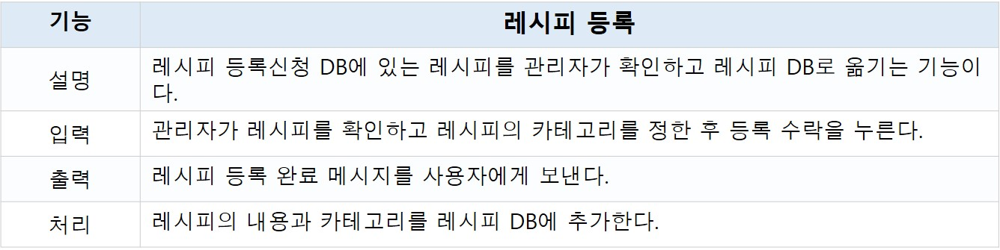 기능
레시피 등록
설명
레시피 등록신청 DB에 있는 레시피를 관리자가 확인하고 레시피 DB로 옮기는 기능이
다.
입력
관리자가 레시피를 확인하고 레시피의 카테고리를 정한 후 등록 수락을 누른다.
출력
레시피 등록 완료 메시지를 사용자에게 보낸다.
처리
레시피의 내용과 카테고리를 레시피 DB에 추가한다.